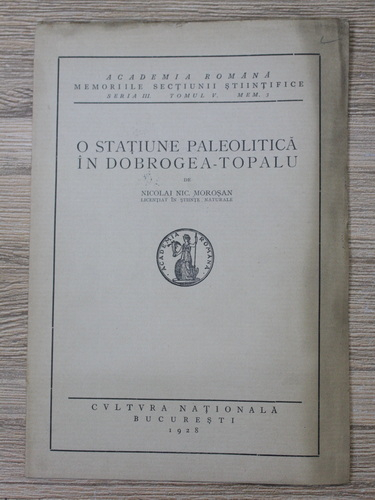 ACADEMIA ROMÂNĂ
MEMORIILE SECȚIUNII ȘTIINȚIFICE
SERIA III TOMUL V MEM. 2
O STAȚIUNE PALEOLITICĂ
ÎN DOBROGEA-TOPALU
DE
NICOLAI NIC. MOROȘAN
LICENȚIAT ÎN ȘTIINȚE NATURALE
ACADEMIA ROMANA
CVLTVRA NAȚIONALĂ
BUCUREȘTI
1928